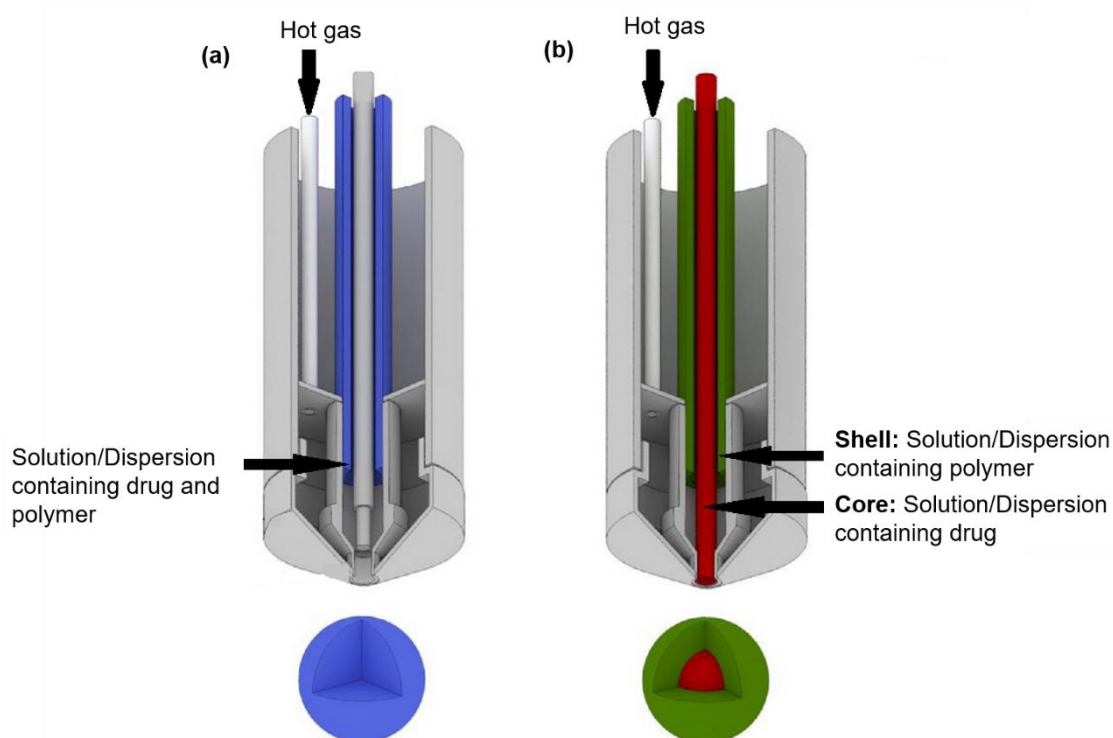 Hot gas
(a)
Solution/Dispersion
containing drug and
polymer
Hot gas
(b)
Shell: Solution/Dispersion
containing polymer
Core: Solution/Dispersion
containing drug